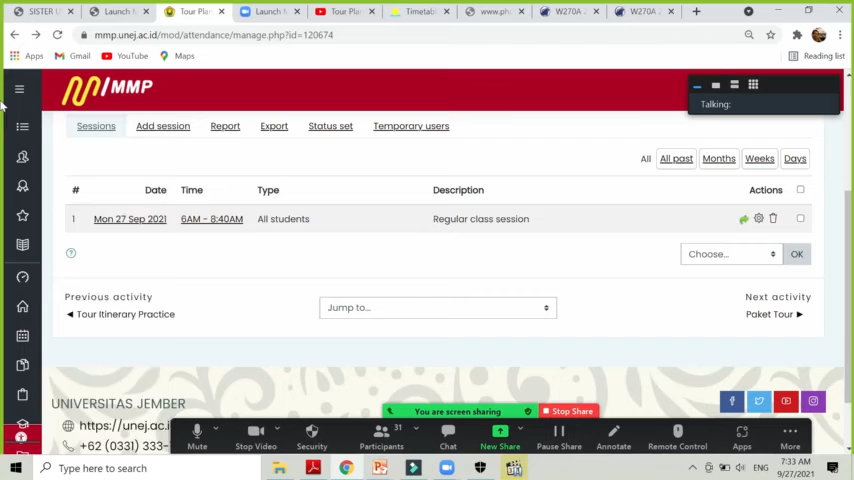 SISTER U
Launch M
Tour Plan
Launch M
Tour Plan
Timetabl
www.pho
W270A 2
W270A 2
mmp.unej.ac.id/mod/attendance/manage.php?id=120674
Apps
Gmail
YouTube
Maps
Reading list
MMP
Talking:
Sessions
Add session
Report
Export
Status set
Temporary users
All
All past
Months
Weeks
Days
# Date Time Type Description Actions
1 Mon 27 Sep 2021 6AM - 8:40AM All students Regular class session
?
Choose...
OK
Previous activity
Next activity
◄ Tour Itinerary Practice
Jump to...
Paket Tour ►
UNIVERSITAS JEMBER
https://unej.ac.i
+62 (0331) 333-
You are screen sharing
Stop Share
31
Mute
Stop Video
Security
Participants
Chat
New Share
Pause Share
Annotate
Remote Control
Apps
More
Type here to search
ENG
7:33 AM
9/27/2021